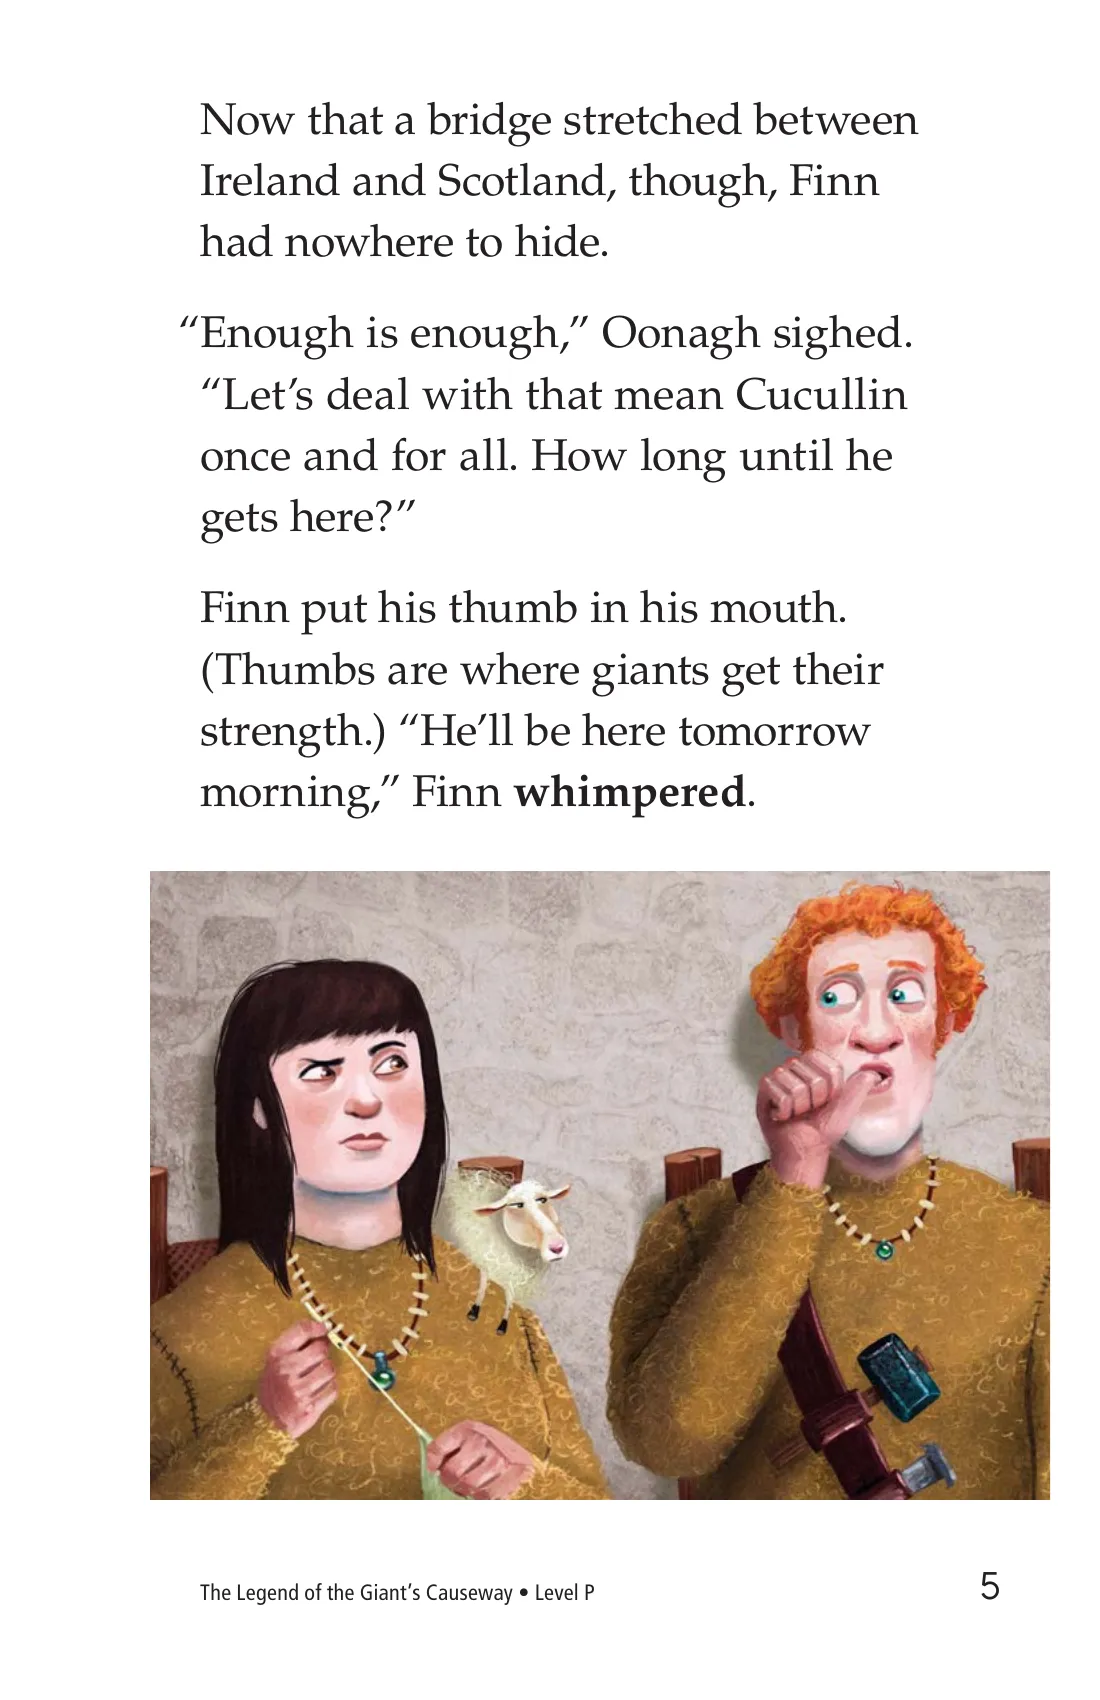 Now that a bridge stretched between
Ireland and Scotland, though, Finn
had nowhere to hide.
“Enough is enough,” Oonagh sighed.
“Let’s deal with that mean Cucullin
once and for all. How long until he
gets here?”
Finn put his thumb in his mouth.
(Thumbs are where giants get their
strength.) “He’ll be here tomorrow
morning,” Finn whimpered.
The Legend of the Giant’s Causeway • Level P
5